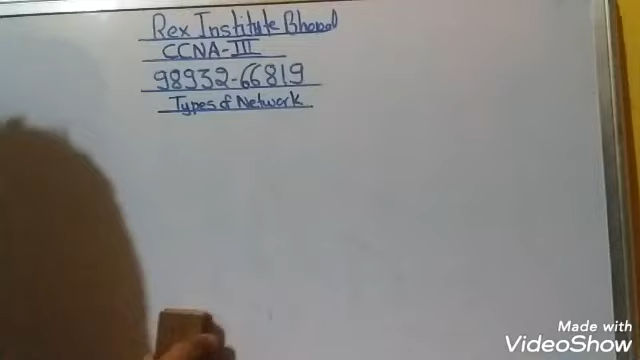 Rex Institute Bhopal
CCNA-III
98932-66819
Types of Network
Made with
VideoShow